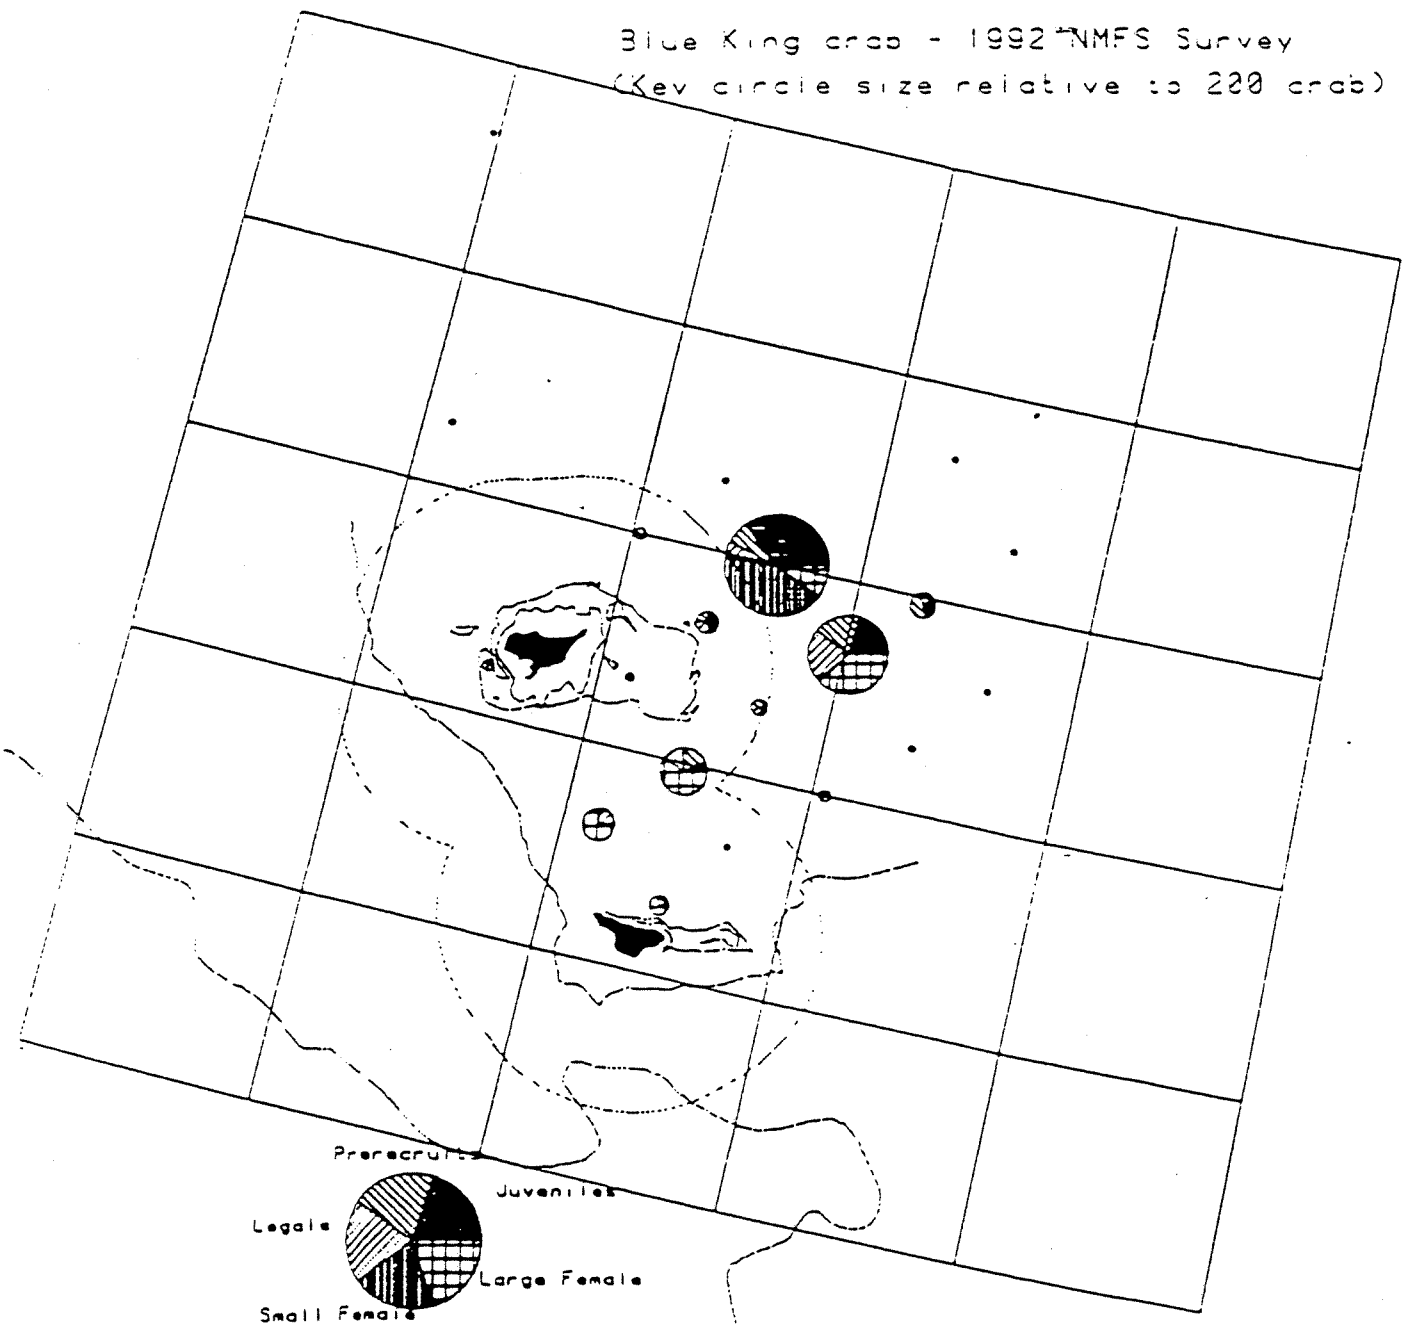 Blue King crab - 1992 NMFS Survey
(Key circle size relative to 200 crab)
Prerecruits
Juveniles
Legals
Large Female
Small Female